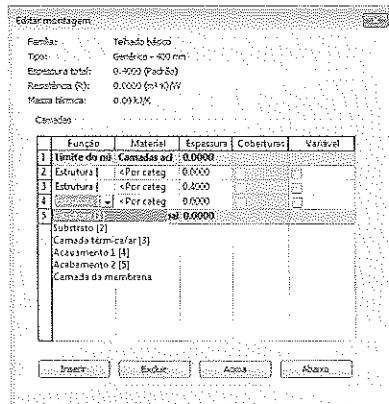 Editar montagem
Família: Telhado básico
Tipo: Genérico - 400 mm
Espessura total: 0.4000 (Padrão)
Resistência (R): 0.0000 (m²·K)/W
Massa térmica: 0.00 kJ/K
Camadas
Função Material Espessura Coberturas Variável
1 Limite do nú Camadas aci 0.0000
2 Estrutura [ <Por categ 0.0000
3 Estrutura [ <Por categ 0.4000
4 <Por categ 0.0000
5 0.0000
Substrato [2]
Camada térmica/ar [3]
Acabamento 1 [4]
Acabamento 2 [5]
Camada da membrana
Inserir Excluir Acima Abaixo